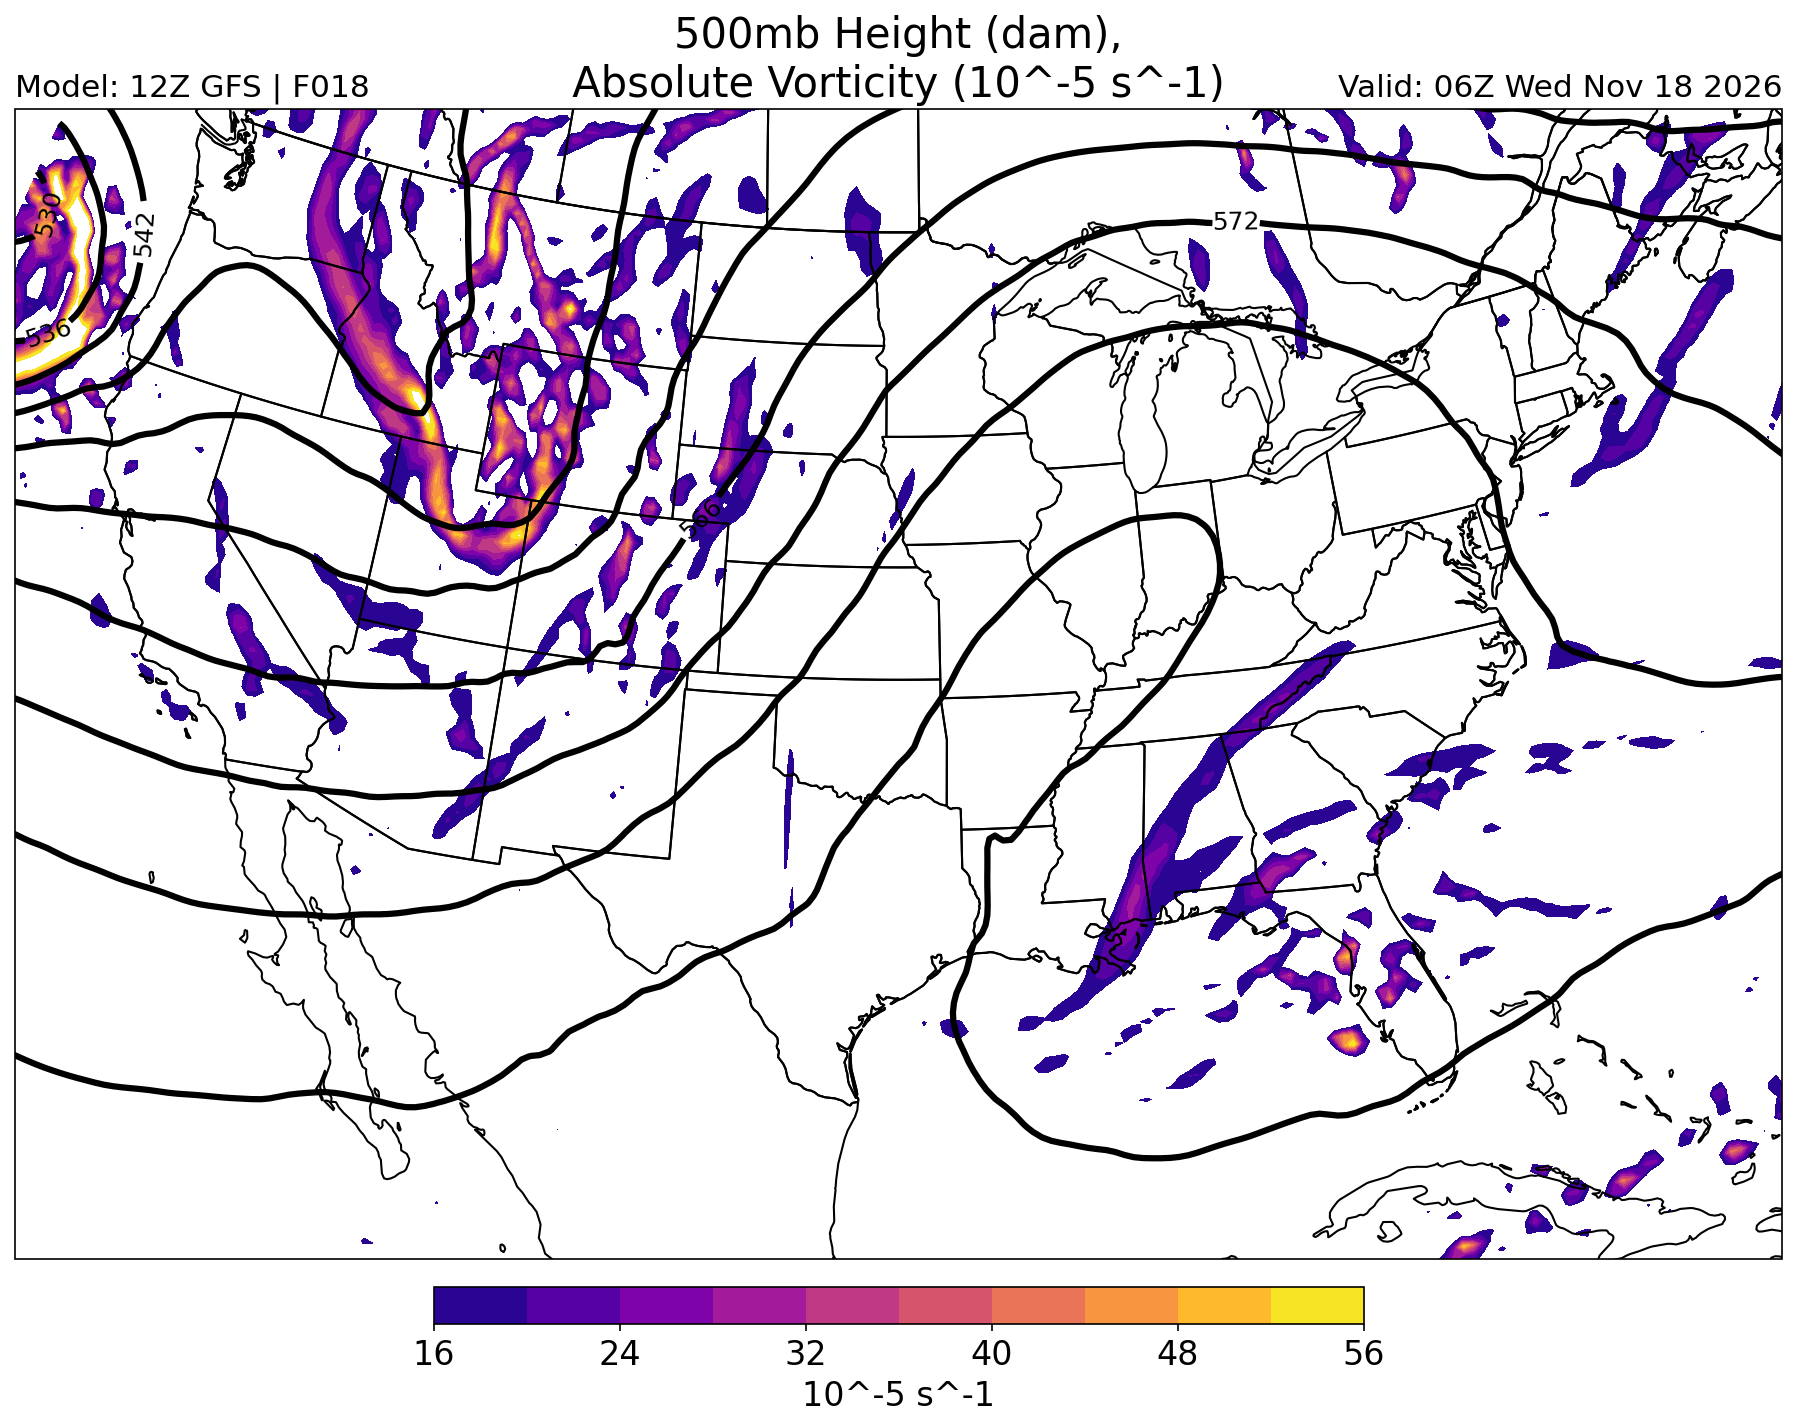 500mb Height (dam),
Absolute Vorticity (10^-5 s^-1)
Model: 12Z GFS | F018
Valid: 06Z Wed Nov 18 2026
530
542
536
572
566
16 24 32 40 48 56
10^-5 s^-1